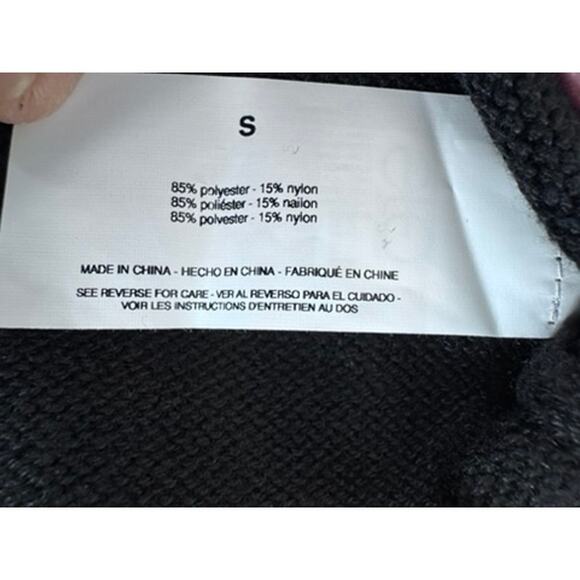 S
85% polyester - 15% nylon
85% poliéster - 15% nailon
85% polyester - 15% nylon
MADE IN CHINA - HECHO EN CHINA - FABRIQUÉ EN CHINE
SEE REVERSE FOR CARE - VER AL REVERSO PARA EL CUIDADO -
VOIR LES INSTRUCTIONS D'ENTRETIEN AU DOS